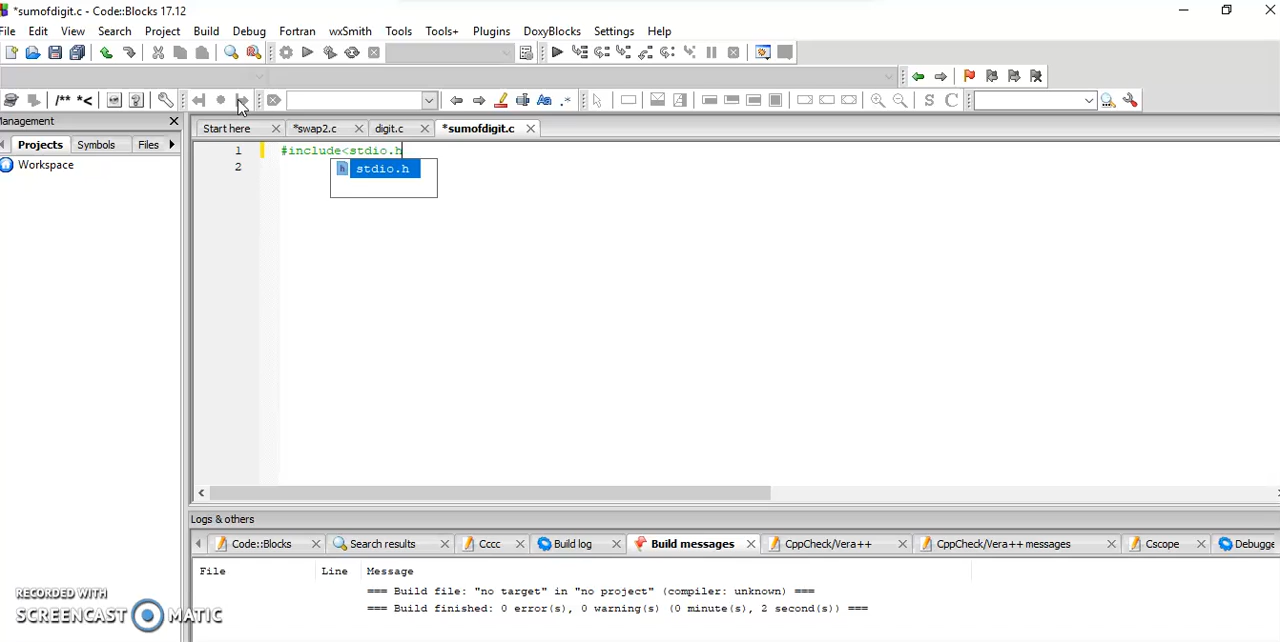 *sumofdigit.c - Code::Blocks 17.12
File Edit View Search Project Build Debug Fortran wxSmith Tools Tools+ Plugins DoxyBlocks Settings Help
/** *< Aa .* S C
anagement
Projects Symbols Files
Workspace
Start here *swap2.c digit.c *sumofdigit.c
1 #include<stdio.h
stdio.h
2
Logs & others
Code::Blocks Search results Cccc Build log Build messages CppCheck/Vera++ CppCheck/Vera++ messages Cscope Debugge
File Line Message
=== Build file: "no target" in "no project" (compiler: unknown) ===
=== Build finished: 0 error(s), 0 warning(s) (0 minute(s), 2 second(s)) ===
RECORDED WITH
SCREENCAST MATIC